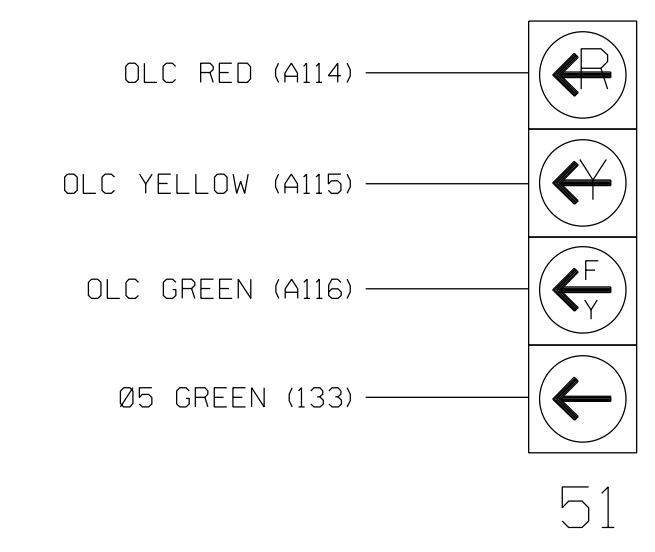 OLC RED (A114)
R
OLC YELLOW (A115)
Y
OLC GREEN (A116)
F
Y
Ø5 GREEN (133)
51